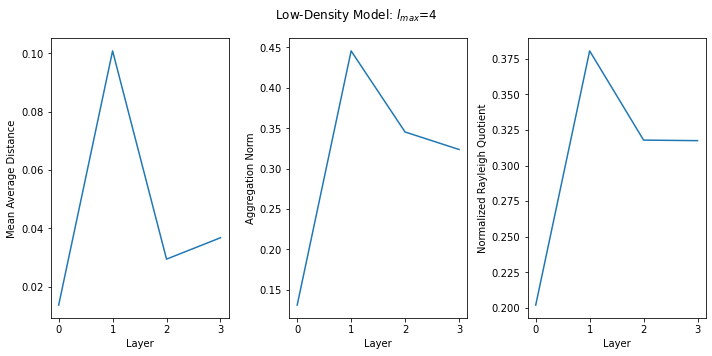 Low-Density Model: l_max=4
Mean Average Distance
0.10
0.08
0.06
0.04
0.02
0 1 2 3
Layer
Aggregation Norm
0.45
0.40
0.35
0.30
0.25
0.20
0.15
0 1 2 3
Layer
Normalized Rayleigh Quotient
0.375
0.350
0.325
0.300
0.275
0.250
0.225
0.200
0 1 2 3
Layer